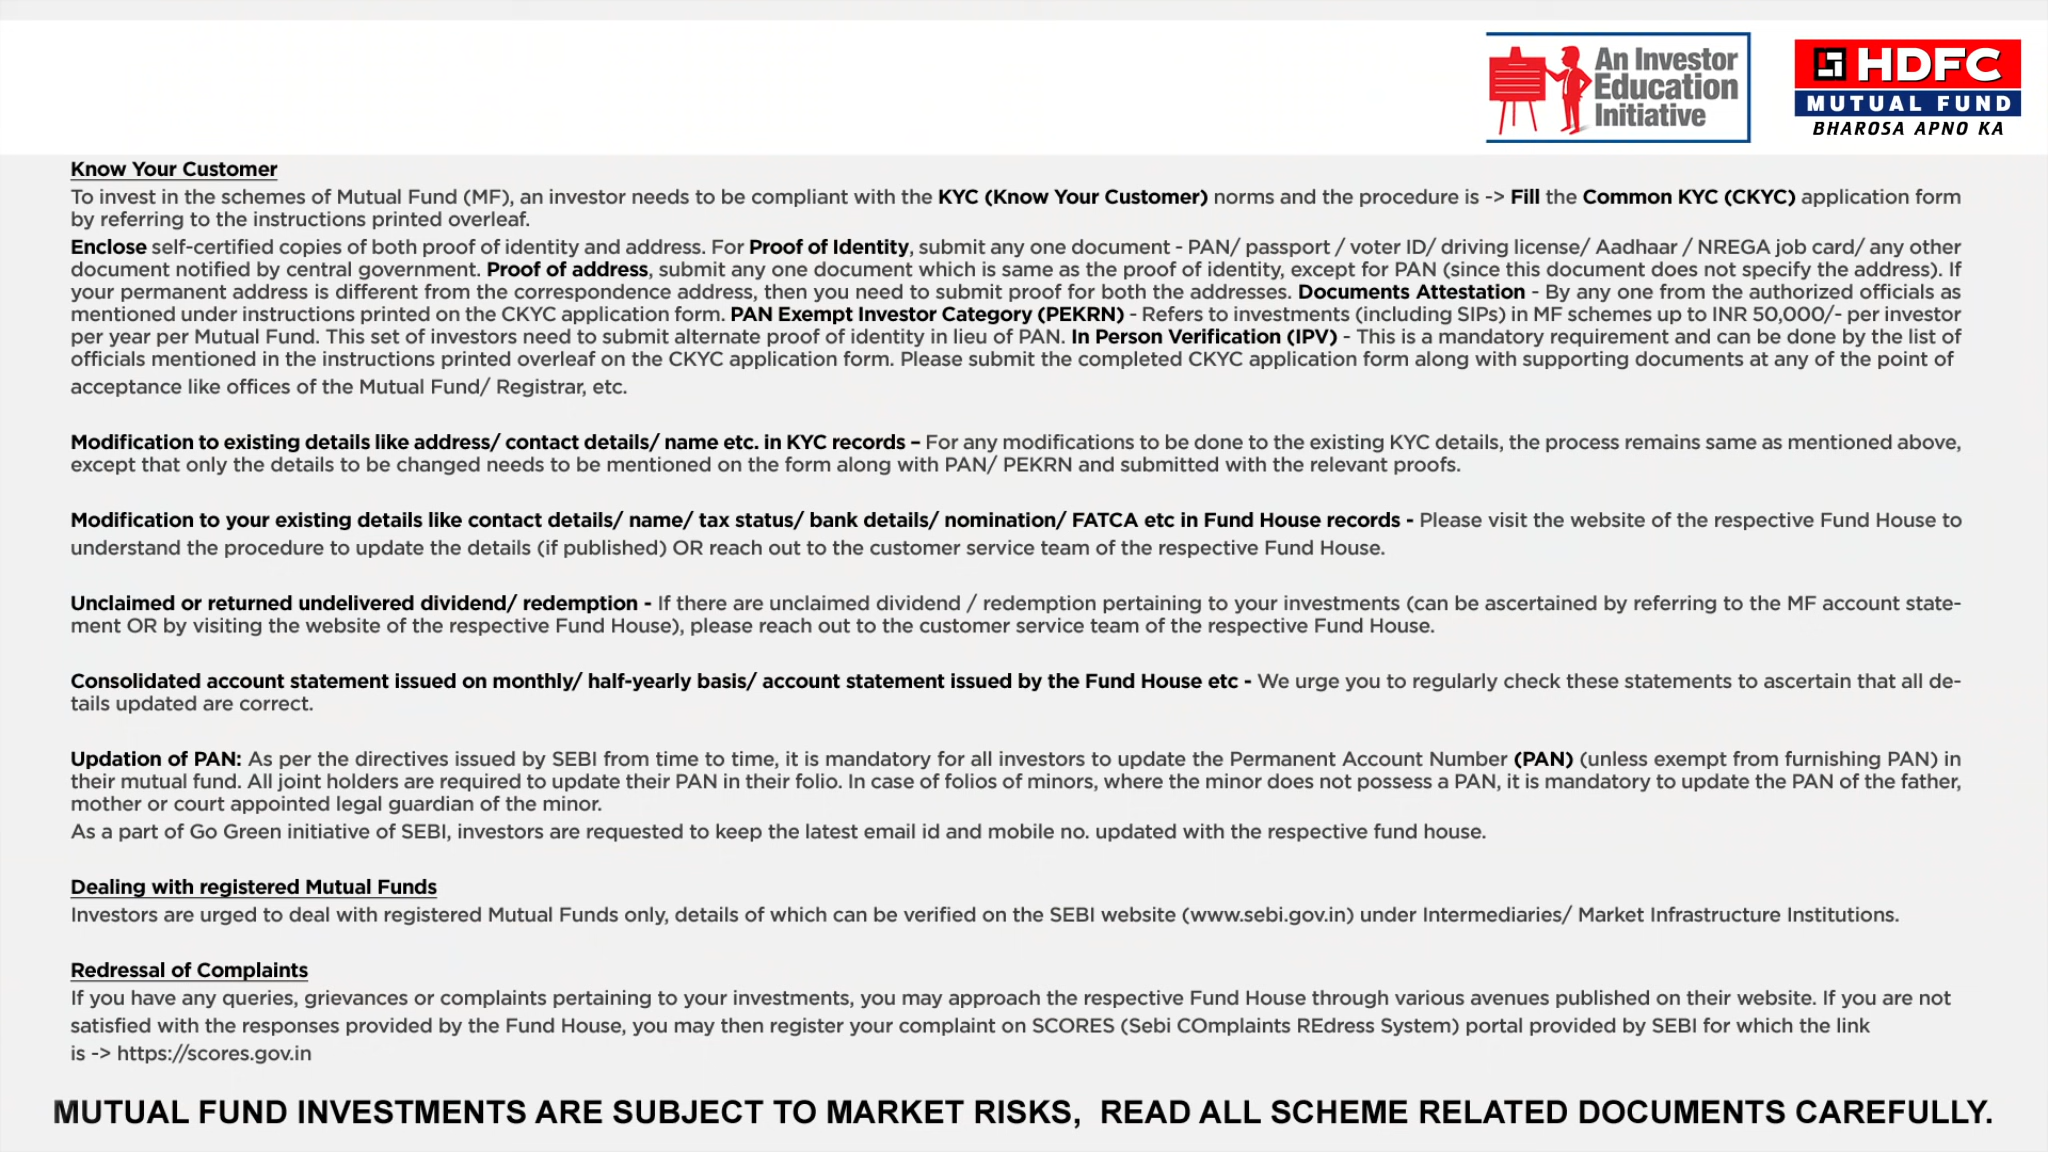 An Investor
Education
Initiative
HDFC
MUTUAL FUND
BHAROSA APNO KA
Know Your Customer
To invest in the schemes of Mutual Fund (MF), an investor needs to be compliant with the KYC (Know Your Customer) norms and the procedure is -> Fill the Common KYC (CKYC) application form
by referring to the instructions printed overleaf.
Enclose self-certified copies of both proof of identity and address. For Proof of Identity, submit any one document - PAN/ passport / voter ID/ driving license/ Aadhaar / NREGA job card/ any other
document notified by central government. Proof of address, submit any one document which is same as the proof of identity, except for PAN (since this document does not specify the address). If
your permanent address is different from the correspondence address, then you need to submit proof for both the addresses. Documents Attestation - By any one from the authorized officials as
mentioned under instructions printed on the CKYC application form. PAN Exempt Investor Category (PEKRN) - Refers to investments (including SIPs) in MF schemes up to INR 50,000/- per investor
per year per Mutual Fund. This set of investors need to submit alternate proof of identity in lieu of PAN. In Person Verification (IPV) - This is a mandatory requirement and can be done by the list of
officials mentioned in the instructions printed overleaf on the CKYC application form. Please submit the completed CKYC application form along with supporting documents at any of the point of
acceptance like offices of the Mutual Fund/ Registrar, etc.
Modification to existing details like address/ contact details/ name etc. in KYC records – For any modifications to be done to the existing KYC details, the process remains same as mentioned above,
except that only the details to be changed needs to be mentioned on the form along with PAN/ PEKRN and submitted with the relevant proofs.
Modification to your existing details like contact details/ name/ tax status/ bank details/ nomination/ FATCA etc in Fund House records - Please visit the website of the respective Fund House to
understand the procedure to update the details (if published) OR reach out to the customer service team of the respective Fund House.
Unclaimed or returned undelivered dividend/ redemption - If there are unclaimed dividend / redemption pertaining to your investments (can be ascertained by referring to the MF account state-
ment OR by visiting the website of the respective Fund House), please reach out to the customer service team of the respective Fund House.
Consolidated account statement issued on monthly/ half-yearly basis/ account statement issued by the Fund House etc - We urge you to regularly check these statements to ascertain that all de-
tails updated are correct.
Updation of PAN: As per the directives issued by SEBI from time to time, it is mandatory for all investors to update the Permanent Account Number (PAN) (unless exempt from furnishing PAN) in
their mutual fund. All joint holders are required to update their PAN in their folio. In case of folios of minors, where the minor does not possess a PAN, it is mandatory to update the PAN of the father,
mother or court appointed legal guardian of the minor.
As a part of Go Green initiative of SEBI, investors are requested to keep the latest email id and mobile no. updated with the respective fund house.
Dealing with registered Mutual Funds
Investors are urged to deal with registered Mutual Funds only, details of which can be verified on the SEBI website (www.sebi.gov.in) under Intermediaries/ Market Infrastructure Institutions.
Redressal of Complaints
If you have any queries, grievances or complaints pertaining to your investments, you may approach the respective Fund House through various avenues published on their website. If you are not
satisfied with the responses provided by the Fund House, you may then register your complaint on SCORES (Sebi COmplaints REdress System) portal provided by SEBI for which the link
is -> https://scores.gov.in
MUTUAL FUND INVESTMENTS ARE SUBJECT TO MARKET RISKS, READ ALL SCHEME RELATED DOCUMENTS CAREFULLY.